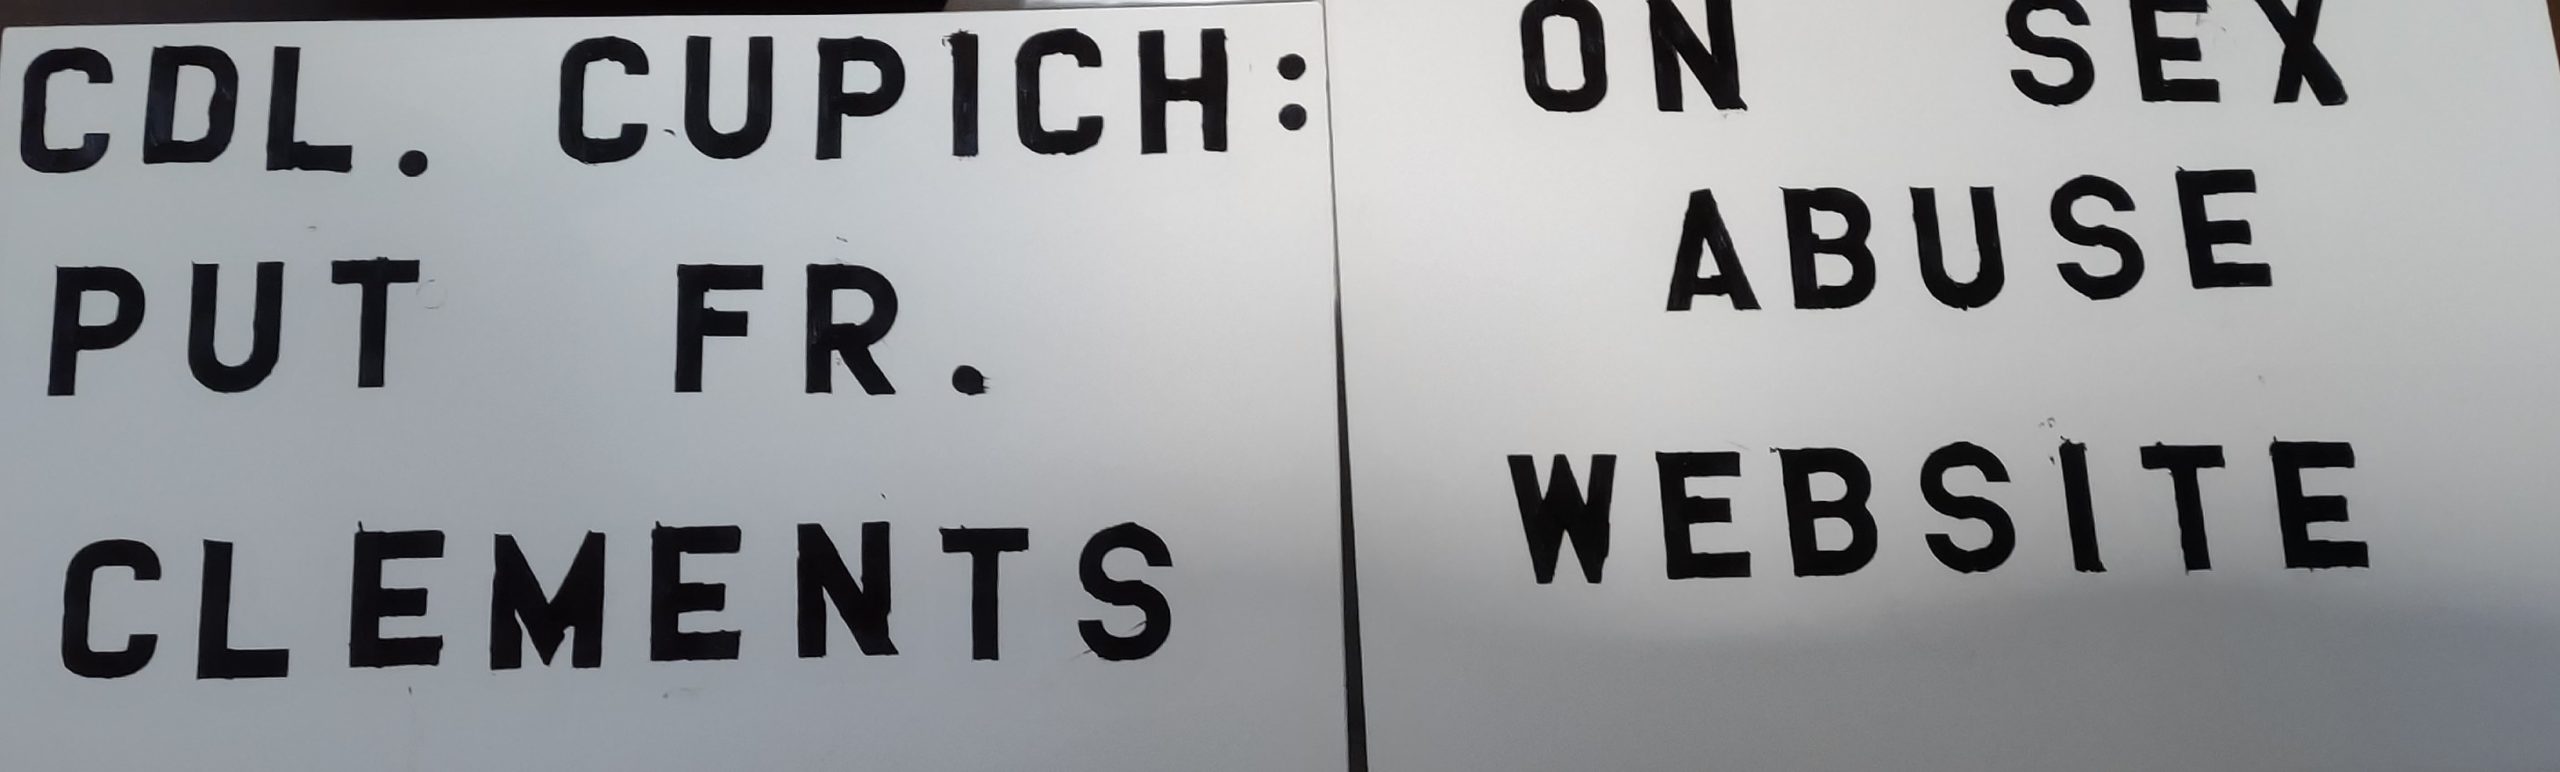 CDL. CUPICH:
PUT FR.
CLEMENTS
ON SEX
ABUSE
WEBSITE